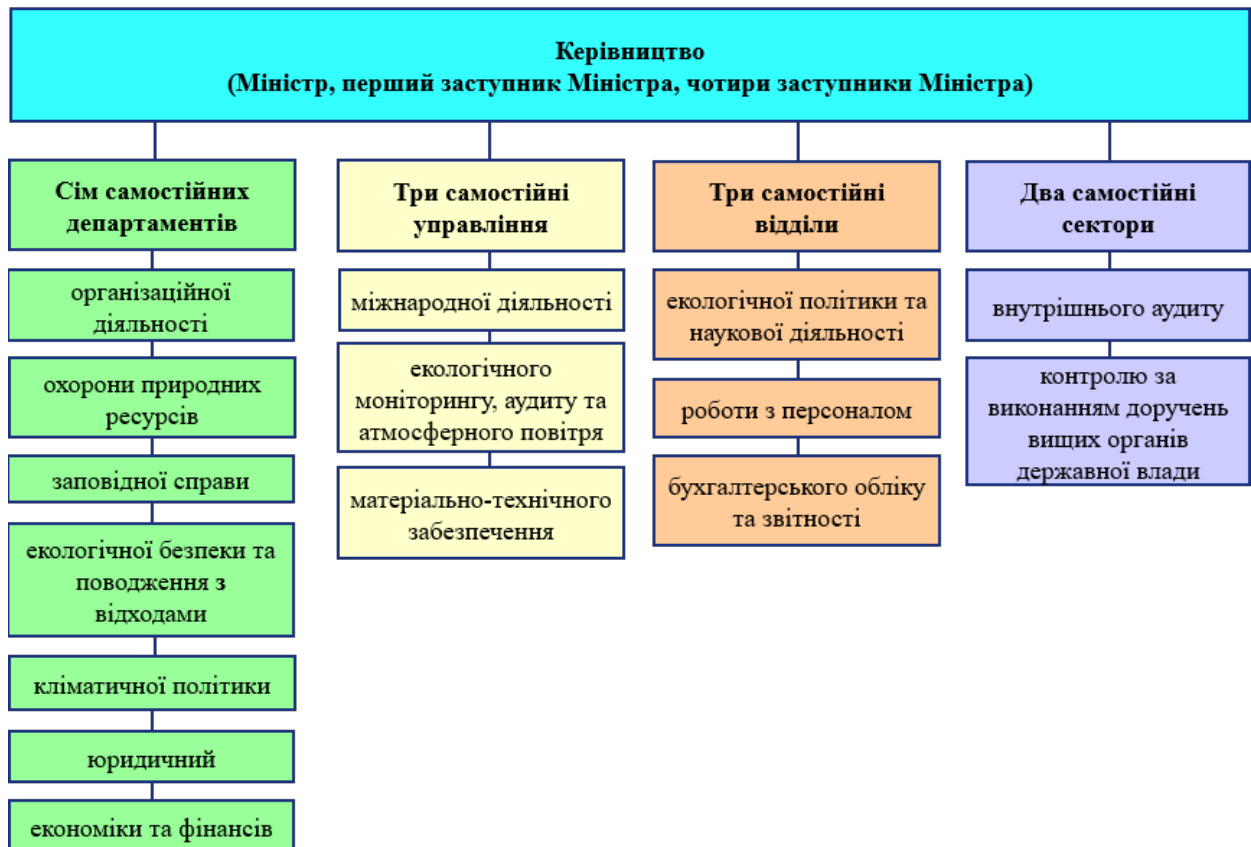 Керівництво
(Міністр, перший заступник Міністра, чотири заступники Міністра)
Сім самостійних
департаментів
організаційної
діяльності
охорони природних
ресурсів
заповідної справи
екологічної безпеки та
поводження з
відходами
кліматичної політики
юридичний
економіки та фінансів
Три самостійні
управління
міжнародної діяльності
екологічного
моніторингу, аудиту та
атмосферного повітря
матеріально-технічного
забезпечення
Три самостійні
відділи
екологічної політики та
наукової діяльності
роботи з персоналом
бухгалтерського обліку
та звітності
Два самостійні
сектори
внутрішнього аудиту
контролю за
виконанням доручень
вищих органів
державної влади